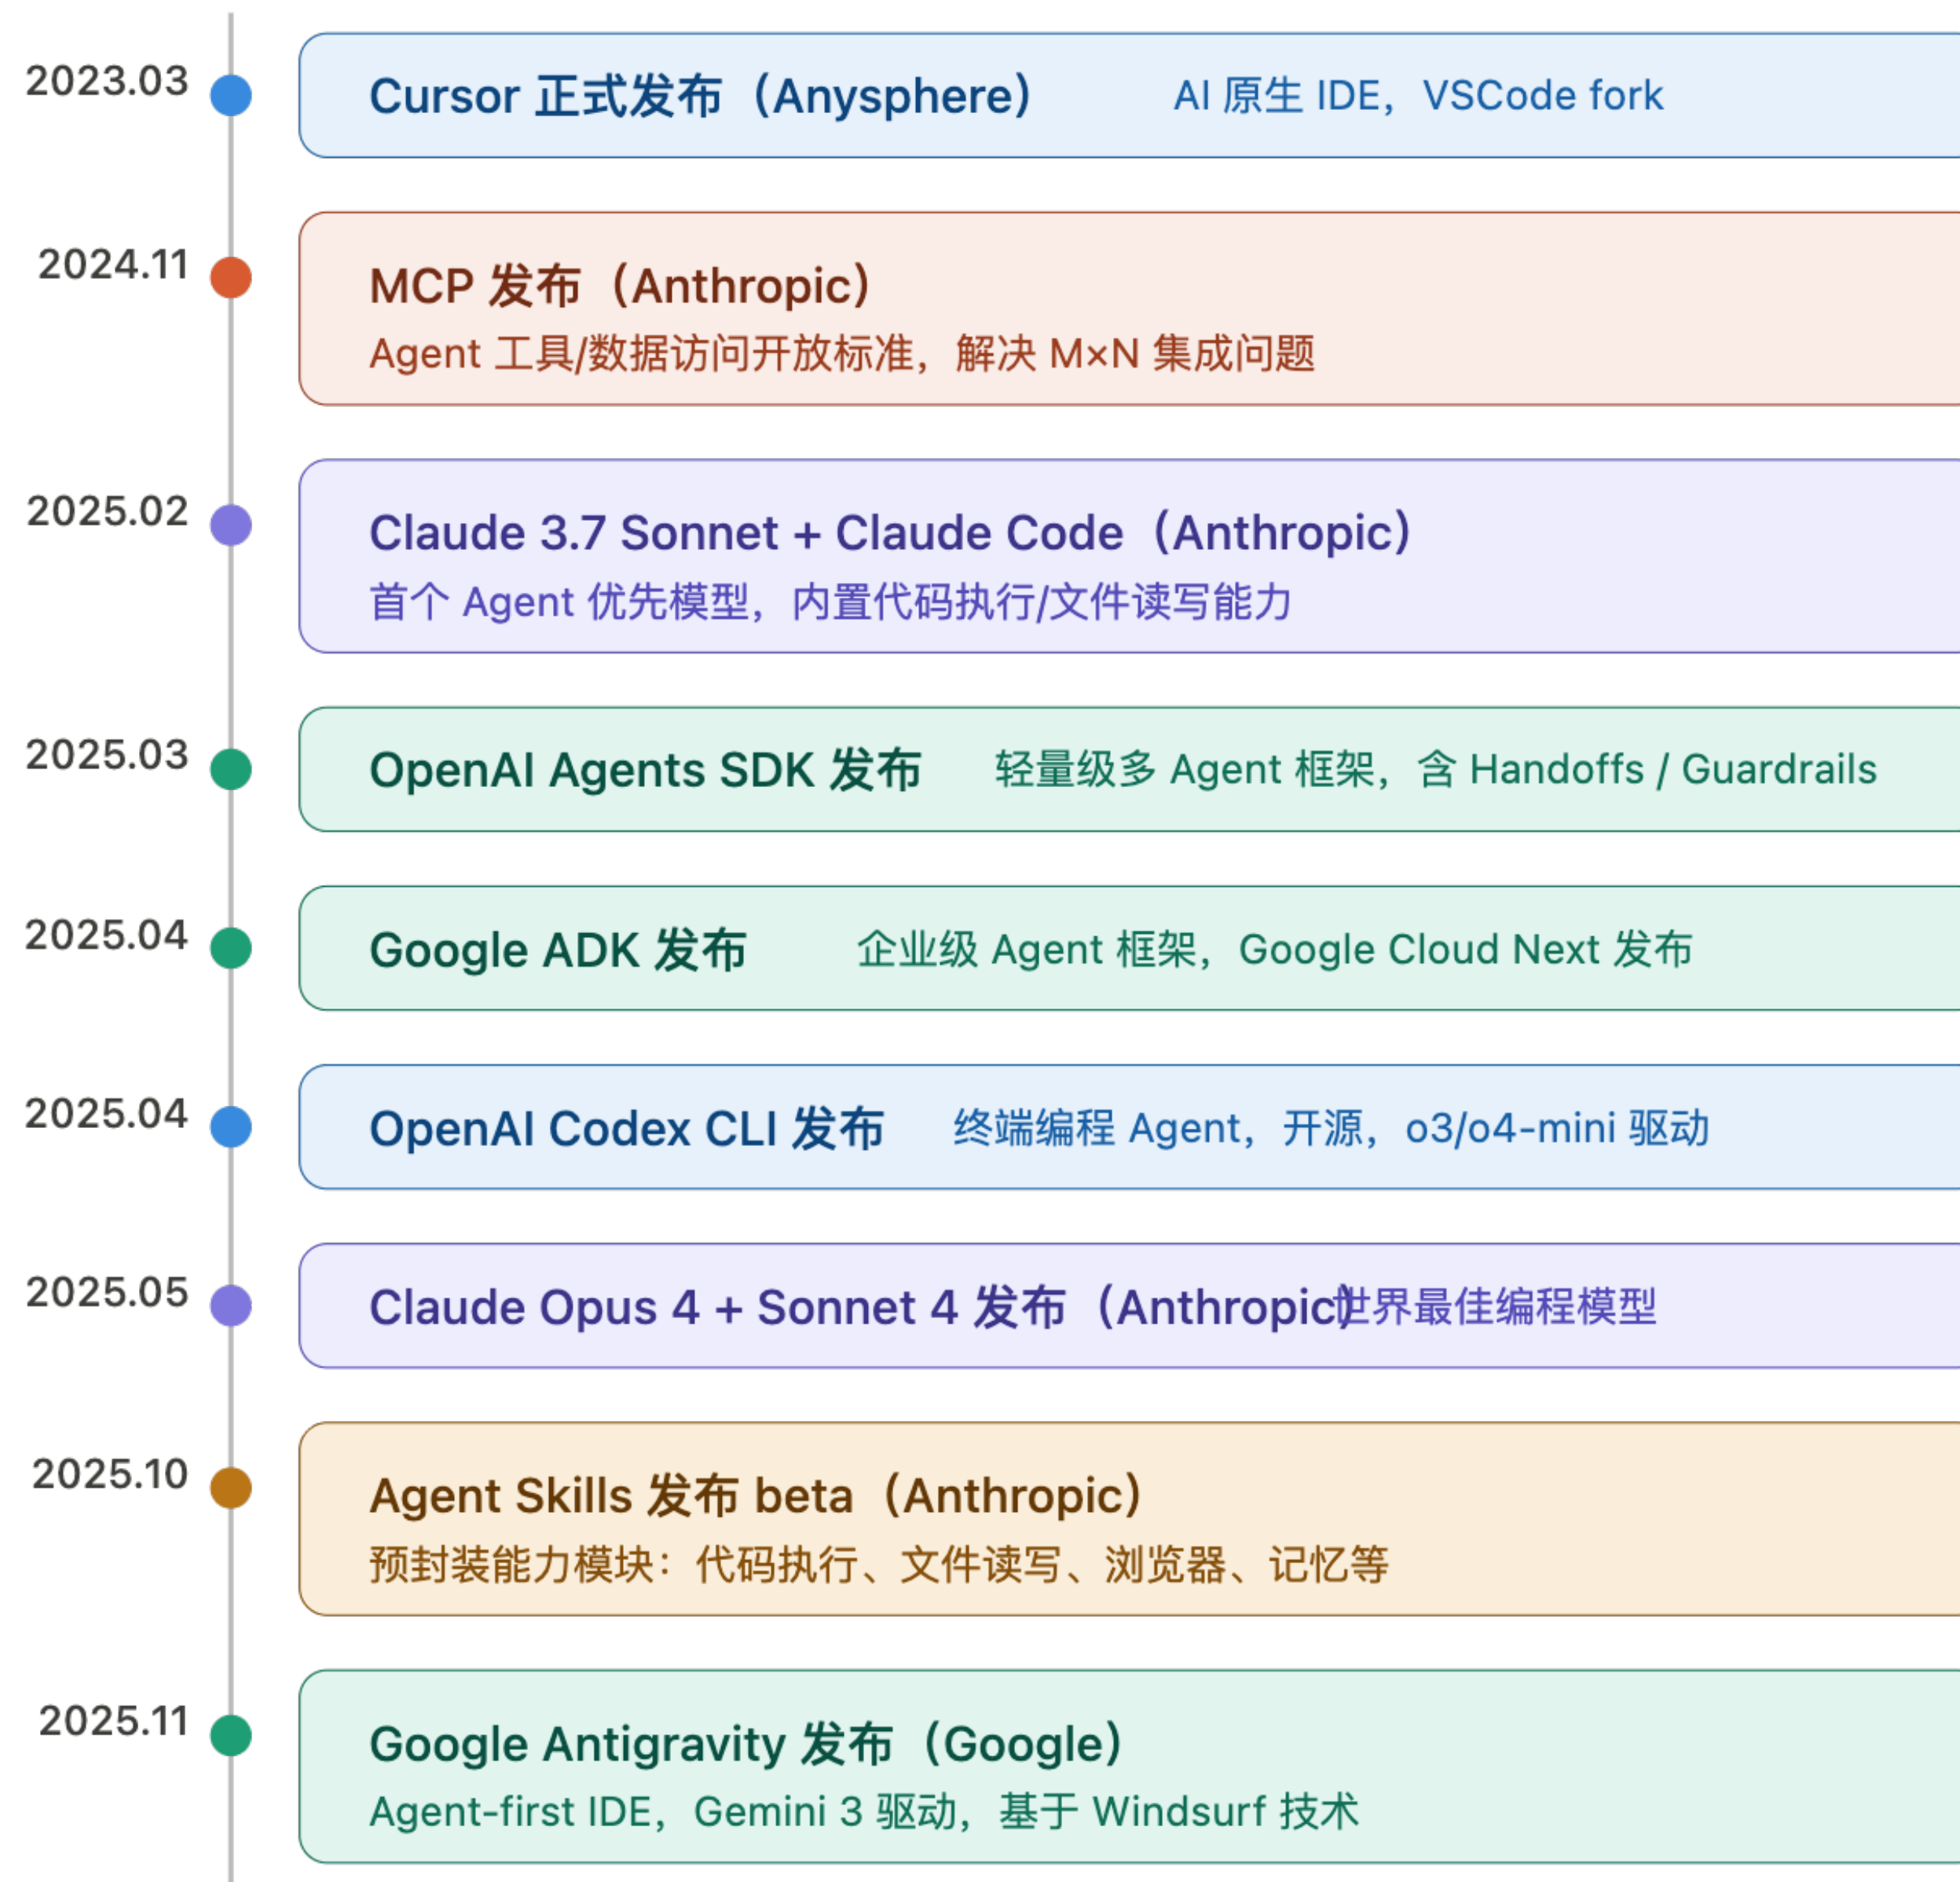 2023.03
Cursor 正式发布（Anysphere） AI 原生 IDE，VSCode fork
2024.11
MCP 发布（Anthropic）
Agent 工具/数据访问开放标准，解决 M×N 集成问题
2025.02
Claude 3.7 Sonnet + Claude Code（Anthropic）
首个 Agent 优先模型，内置代码执行/文件读写能力
2025.03
OpenAI Agents SDK 发布 轻量级多 Agent 框架，含 Handoffs / Guardrails
2025.04
Google ADK 发布 企业级 Agent 框架，Google Cloud Next 发布
2025.04
OpenAI Codex CLI 发布 终端编程 Agent，开源，o3/o4-mini 驱动
2025.05
Claude Opus 4 + Sonnet 4 发布（Anthropic）世界最佳编程模型
2025.10
Agent Skills 发布 beta（Anthropic）
预封装能力模块：代码执行、文件读写、浏览器、记忆等
2025.11
Google Antigravity 发布（Google）
Agent-first IDE，Gemini 3 驱动，基于 Windsurf 技术